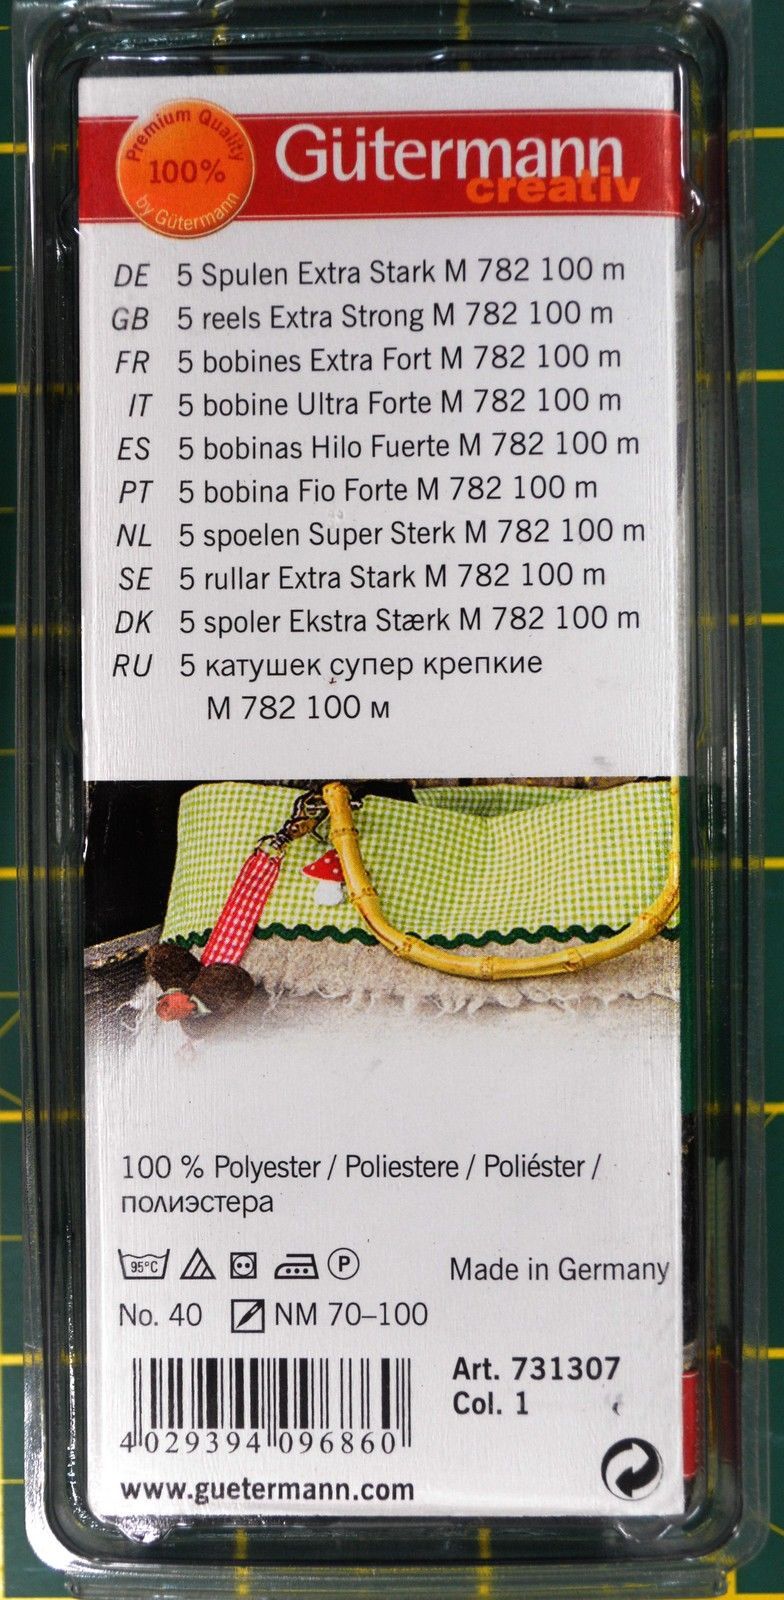 Premium Quality
100%
by Gütermann
Gütermann
creativ
DE 5 Spulen Extra Stark M 782 100 m
GB 5 reels Extra Strong M 782 100 m
FR 5 bobines Extra Fort M 782 100 m
IT 5 bobine Ultra Forte M 782 100 m
ES 5 bobinas Hilo Fuerte M 782 100 m
PT 5 bobina Fio Forte M 782 100 m
NL 5 spoelen Super Sterk M 782 100 m
SE 5 rullar Extra Stark M 782 100 m
DK 5 spoler Ekstra Stærk M 782 100 m
RU 5 катушек супер крепкие
М 782 100 м
100 % Polyester / Poliestere / Poliéster /
полиэстера
95°C P Made in Germany
No. 40 NM 70–100
Art. 731307
Col. 1
4 029394 096860
www.guetermann.com